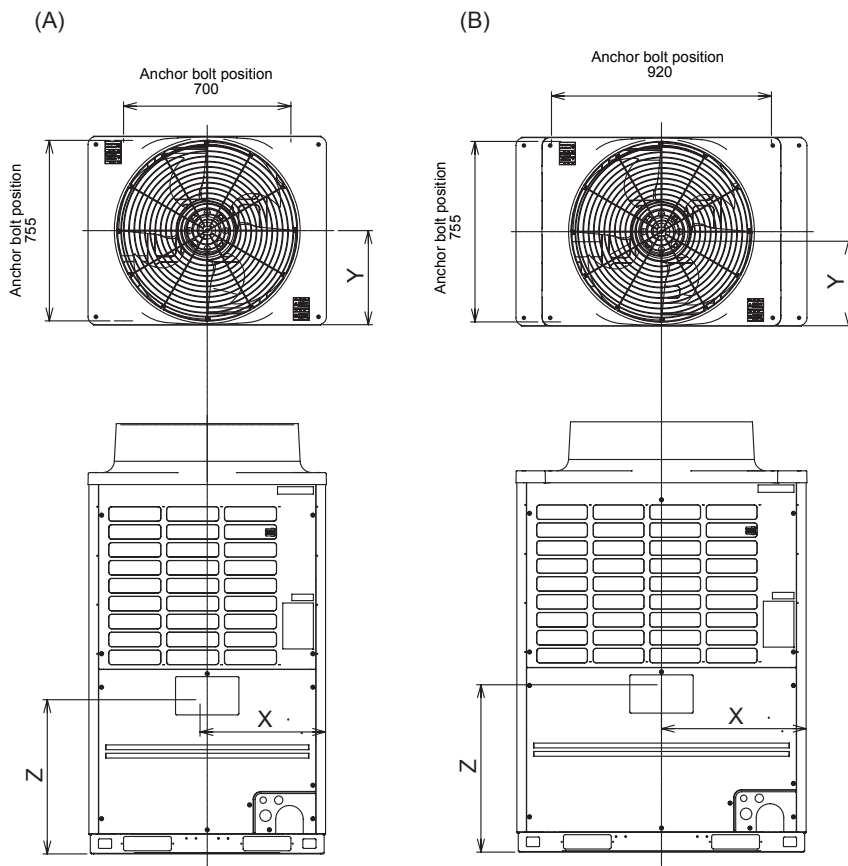 (A)
(B)
Anchor bolt position
700
Anchor bolt position
920
Anchor bolt position
755
Anchor bolt position
755
Y
Y
X
Z
X
Z